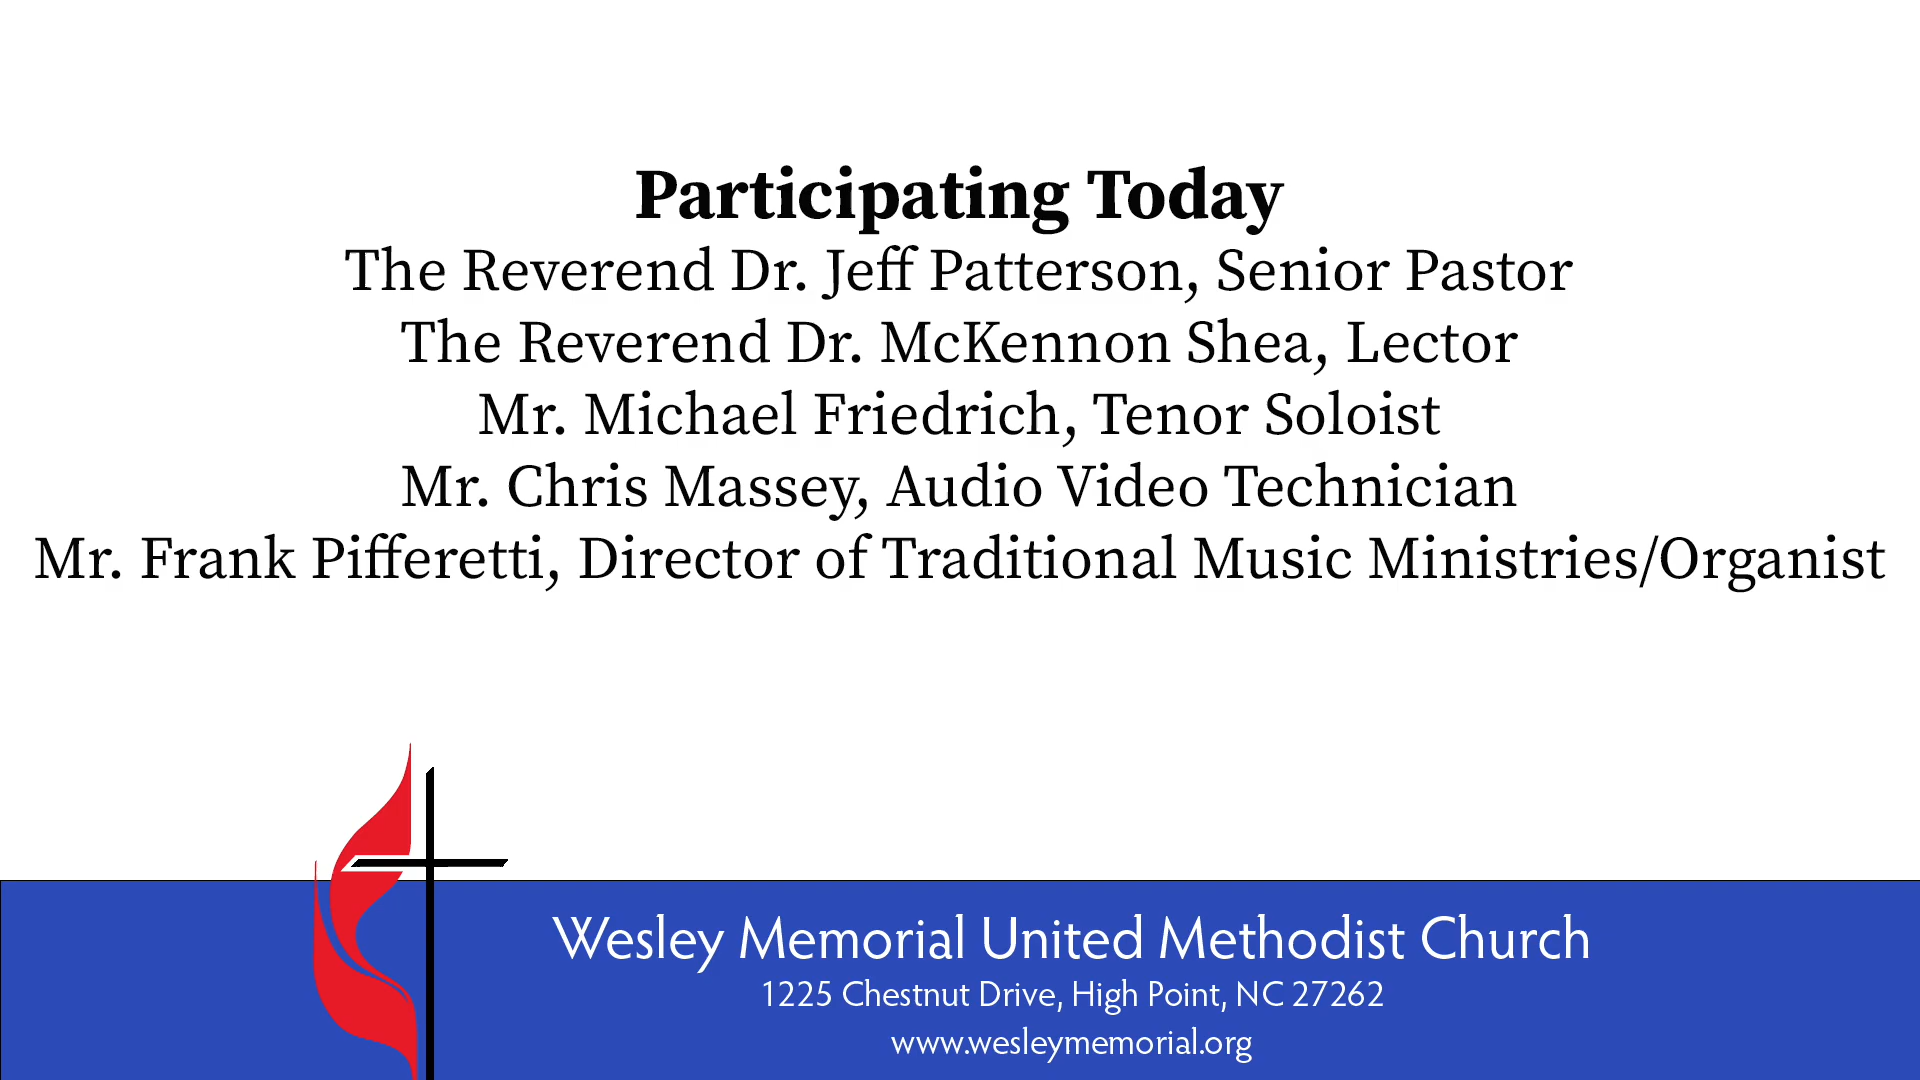 Participating Today
The Reverend Dr. Jeff Patterson, Senior Pastor
The Reverend Dr. McKennon Shea, Lector
Mr. Michael Friedrich, Tenor Soloist
Mr. Chris Massey, Audio Video Technician
Mr. Frank Pifferetti, Director of Traditional Music Ministries/Organist
Wesley Memorial United Methodist Church
1225 Chestnut Drive, High Point, NC 27262
www.wesleymemorial.org